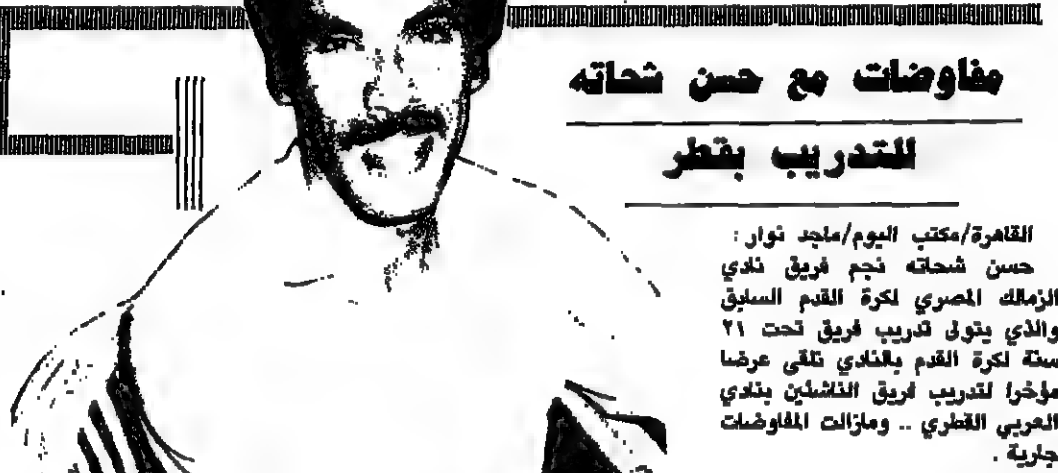 مفاوضات مع حسن شحاته
للتدريب بقطر
القاهرة/مكتب اليوم/ماجد نوار :
حسن شحاته نجم فريق نادي
الزمالك المصري لكرة القدم السابق
والذي يتولى تدريب فريق تحت ٢١
سنة لكرة القدم بالنادي تلقى عرضا
مؤخرا لتدريب فريق الناشئين بنادي
العربي القطري .. ومازالت المفاوضات
جارية .